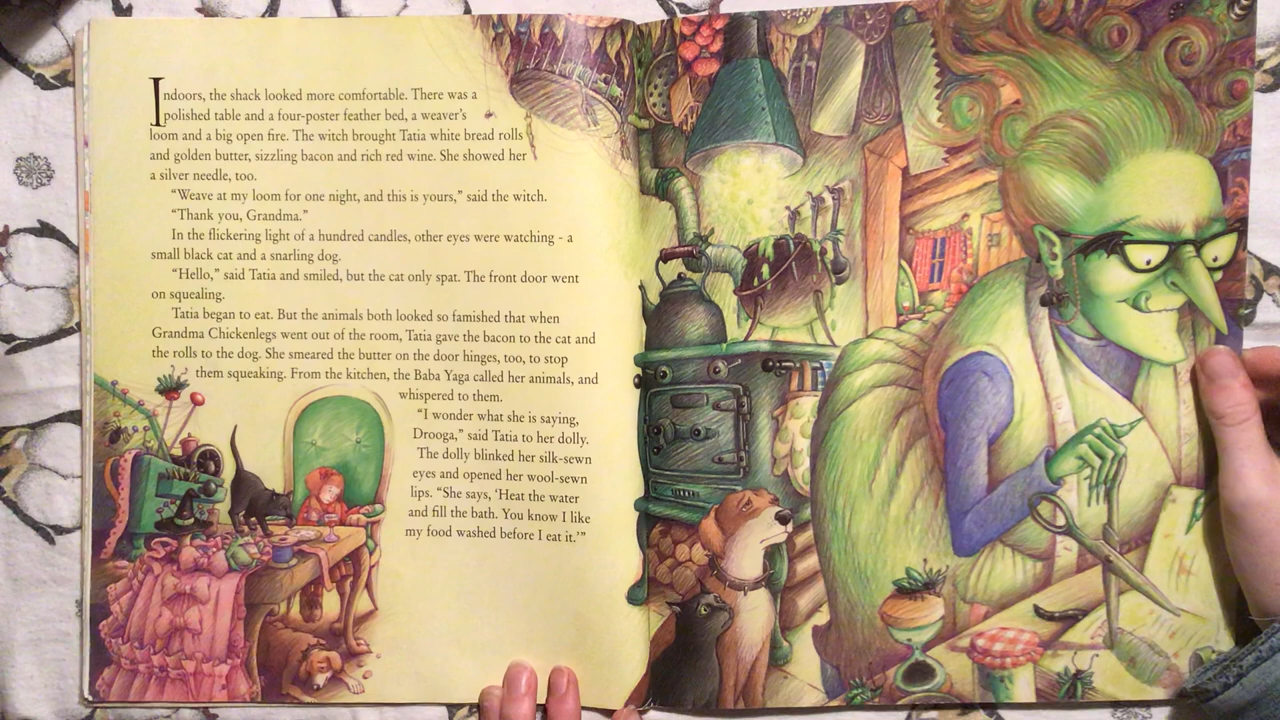 Indoors, the shack looked more comfortable. There was a
polished table and a four-poster feather bed, a weaver's
loom and a big open fire. The witch brought Tatia white bread rolls
and golden butter, sizzling bacon and rich red wine. She showed her
a silver needle, too.
“Weave at my loom for one night, and this is yours,” said the witch.
“Thank you, Grandma.”
In the flickering light of a hundred candles, other eyes were watching - a
small black cat and a snarling dog.
“Hello,” said Tatia and smiled, but the cat only spat. The front door went
on squealing.
Tatia began to eat. But the animals both looked so famished that when
Grandma Chickenlegs went out of the room, Tatia gave the bacon to the cat and
the rolls to the dog. She smeared the butter on the door hinges, too, to stop
them squeaking. From the kitchen, the Baba Yaga called her animals, and
whispered to them.
“I wonder what she is saying,
Drooga,” said Tatia to her dolly.
The dolly blinked her silk-sewn
eyes and opened her wool-sewn
lips. “She says, ‘Heat the water
and fill the bath. You know I like
my food washed before I eat it.’”